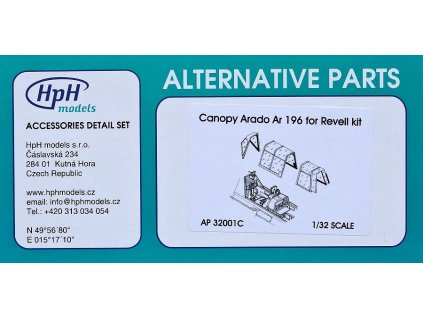 HpH
models
ACCESSORIES DETAIL SET
HpH models s.r.o.
Čáslavská 234
284 01 Kutná Hora
Czech Republic
www.hphmodels.cz
email: info@hphmodels.cz
Tel.: +420 313 034 054
N 49°56´80"
E 015°17´10"
ALTERNATIVE PARTS
Canopy Arado Ar 196 for Revell kit
AP 32001C
1/32 SCALE